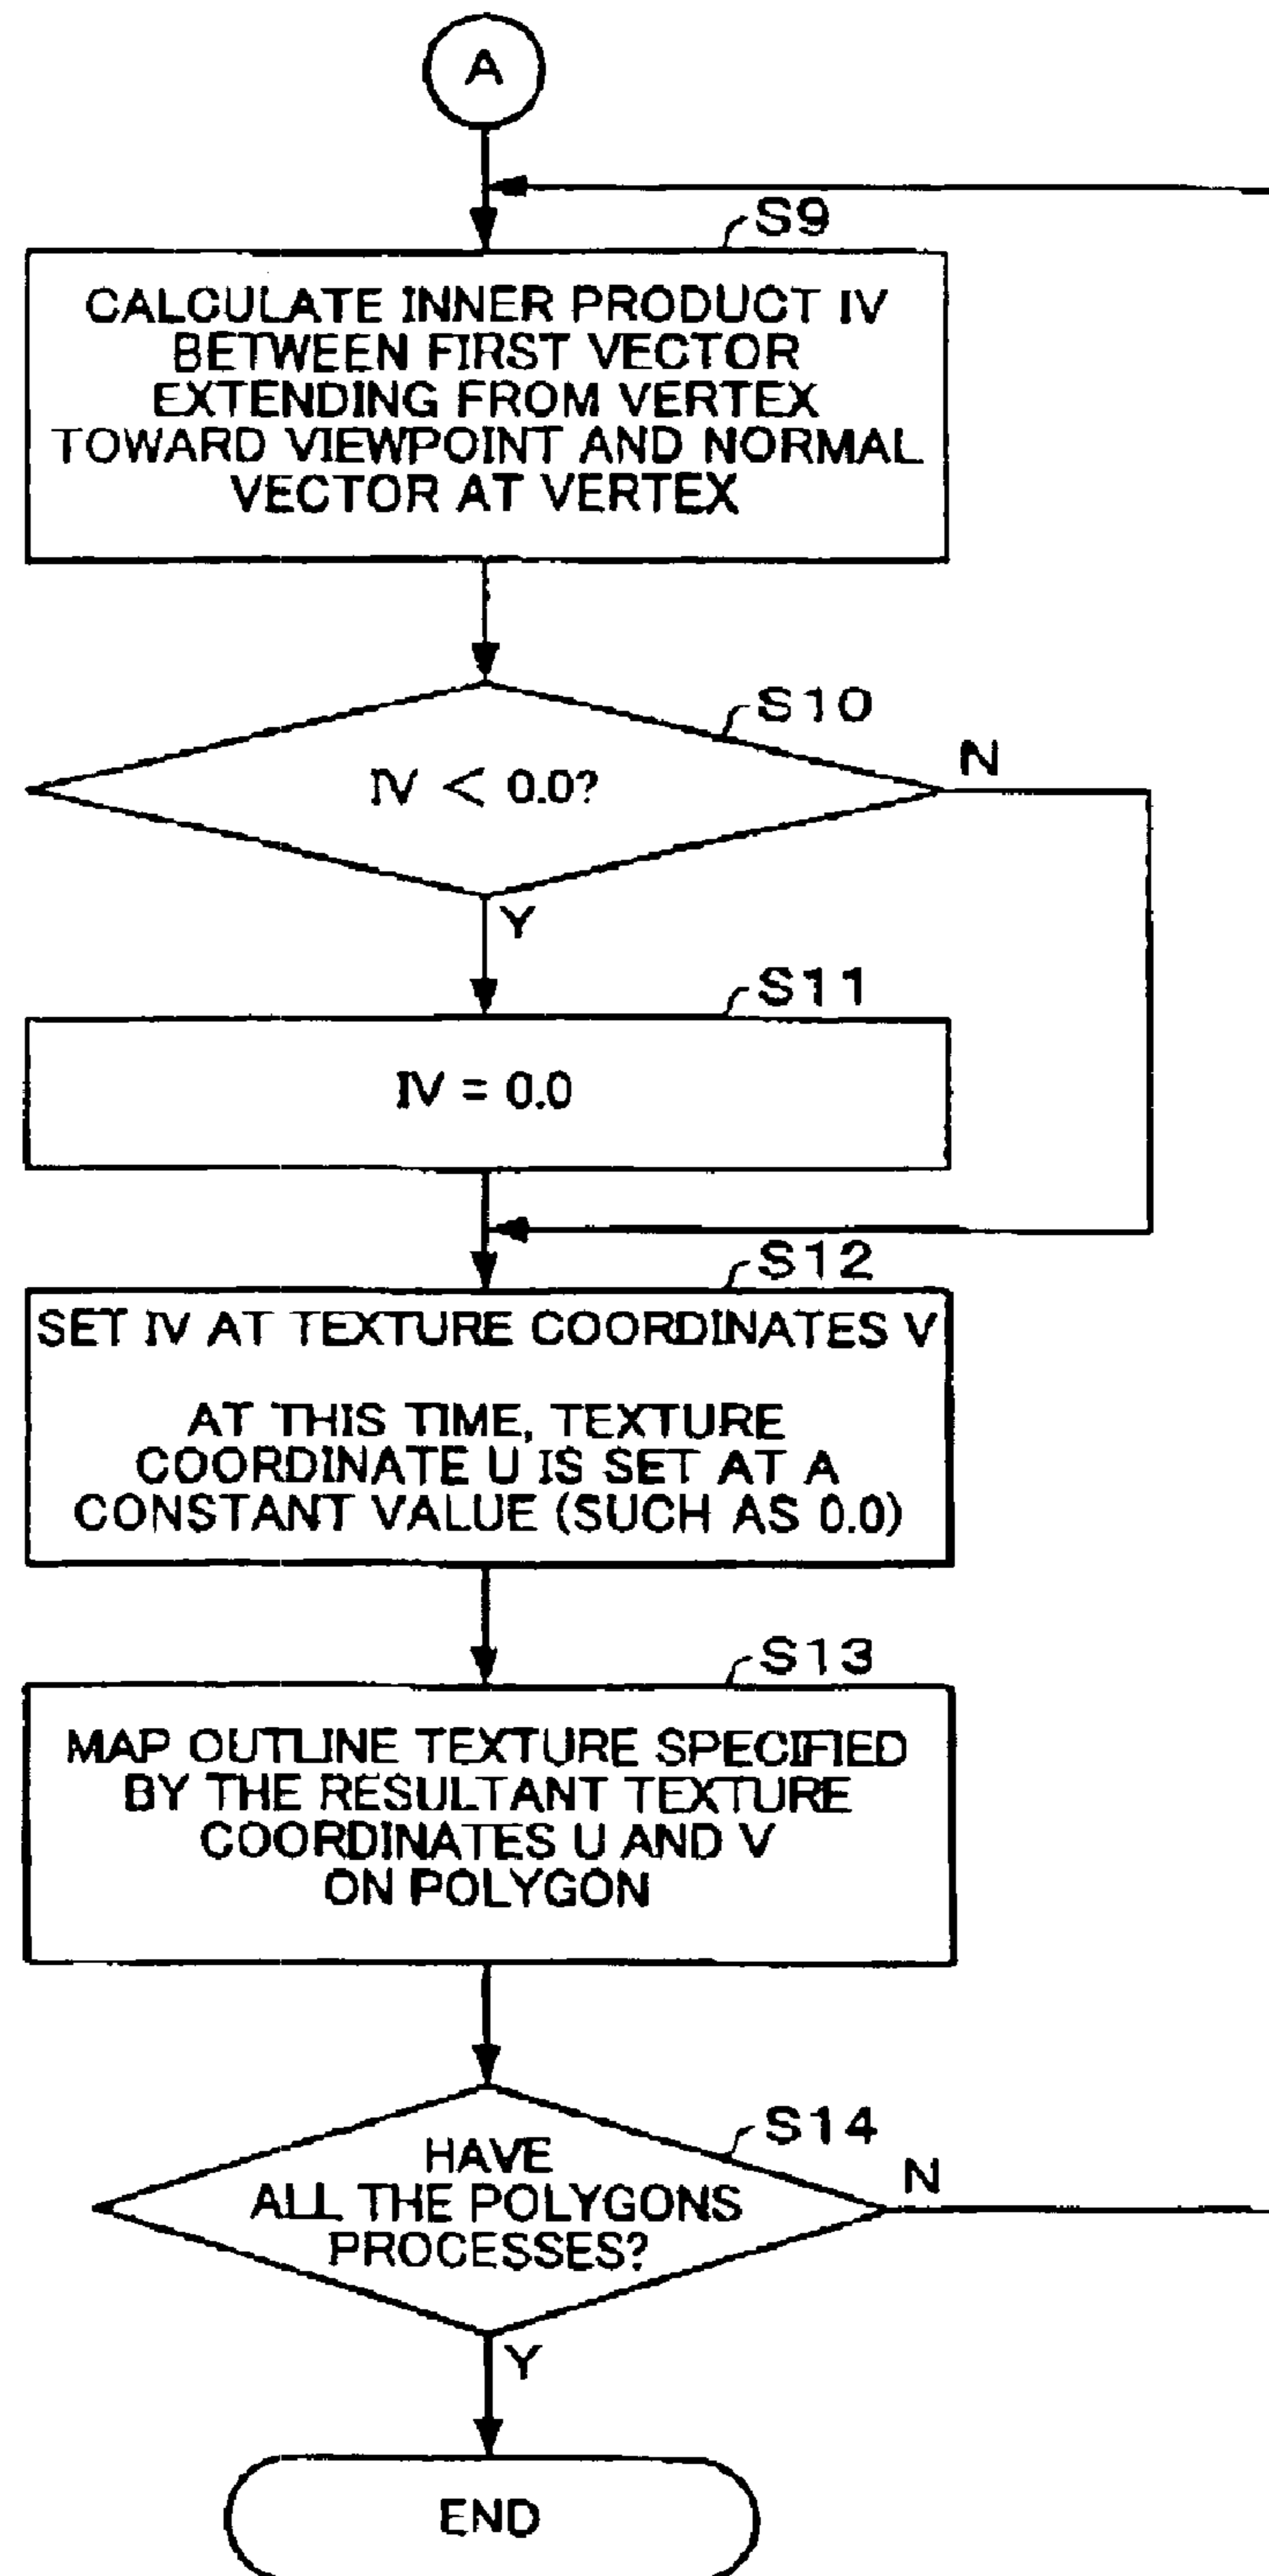 A
S9
CALCULATE INNER PRODUCT IV
BETWEEN FIRST VECTOR
EXTENDING FROM VERTEX
TOWARD VIEWPOINT AND NORMAL
VECTOR AT VERTEX
S10
IV < 0.0?
N
Y
S11
IV = 0.0
S12
SET IV AT TEXTURE COORDINATES V
AT THIS TIME, TEXTURE
COORDINATE U IS SET AT A
CONSTANT VALUE (SUCH AS 0.0)
S13
MAP OUTLINE TEXTURE SPECIFIED
BY THE RESULTANT TEXTURE
COORDINATES U AND V
ON POLYGON
S14
HAVE
ALL THE POLYGONS
PROCESSES?
N
Y
END